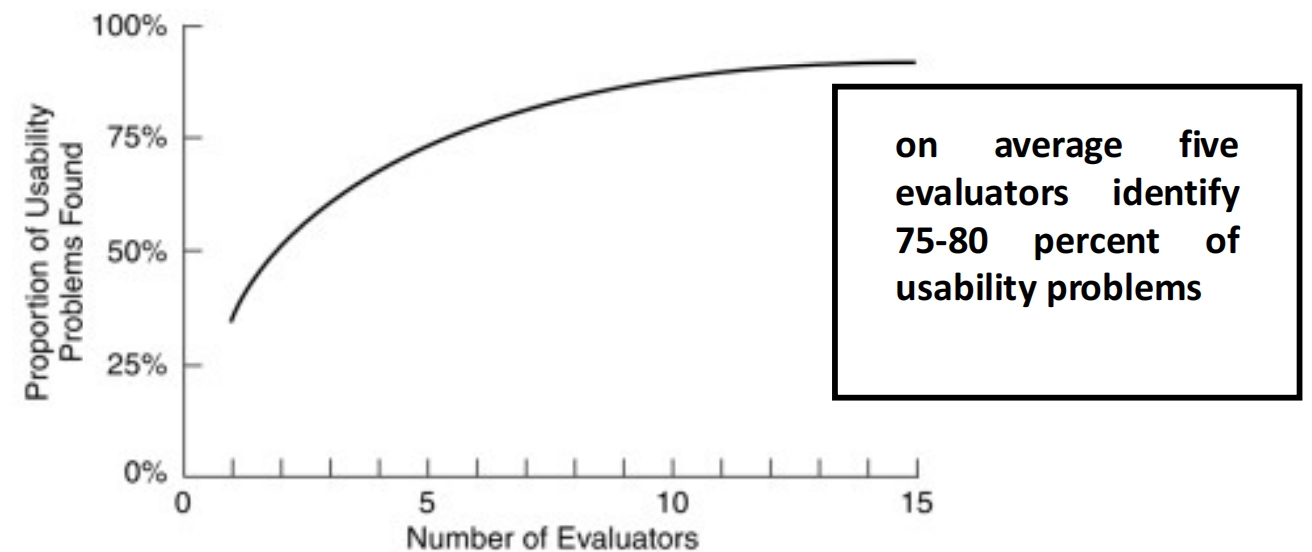 100%
75%
50%
25%
0%
Proportion of Usability
Problems Found
0
5
10
15
Number of Evaluators
on average five
evaluators identify
75-80 percent of
usability problems